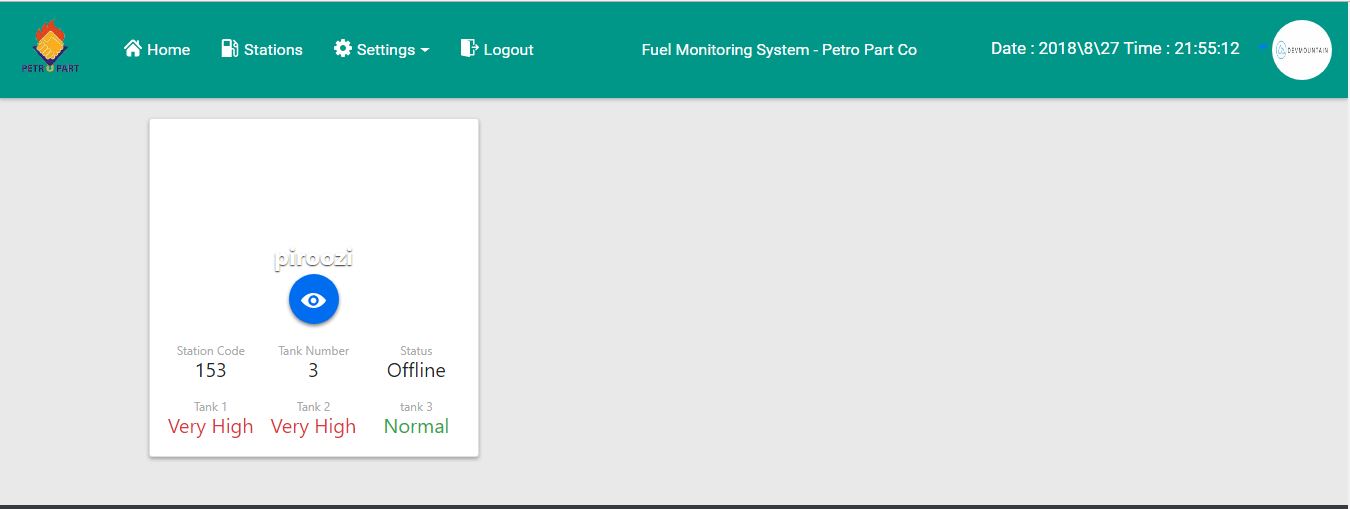 PETROPART
Home
Stations
Settings
Logout
Fuel Monitoring System - Petro Part Co
Date : 2018\8\27 Time : 21:55:12
DEVMOUNTAIN
piroozi
Station Code Tank Number Status
153 3 Offline
Tank 1 Tank 2 tank 3
Very High Very High Normal